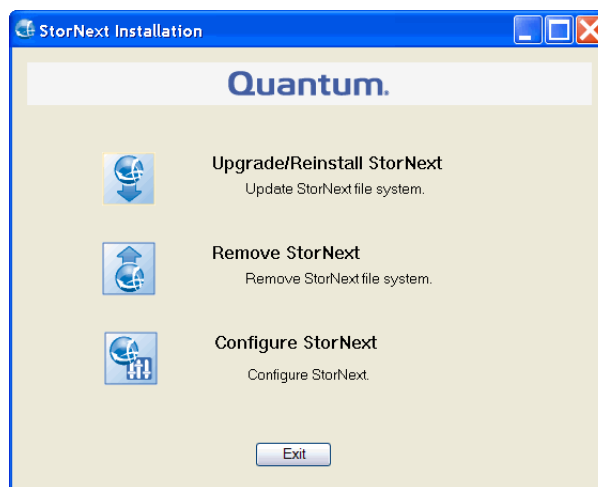 StorNext Installation
Quantum.
Upgrade/Reinstall StorNext
Update StorNext file system.
Remove StorNext
Remove StorNext file system.
Configure StorNext
Configure StorNext.
Exit